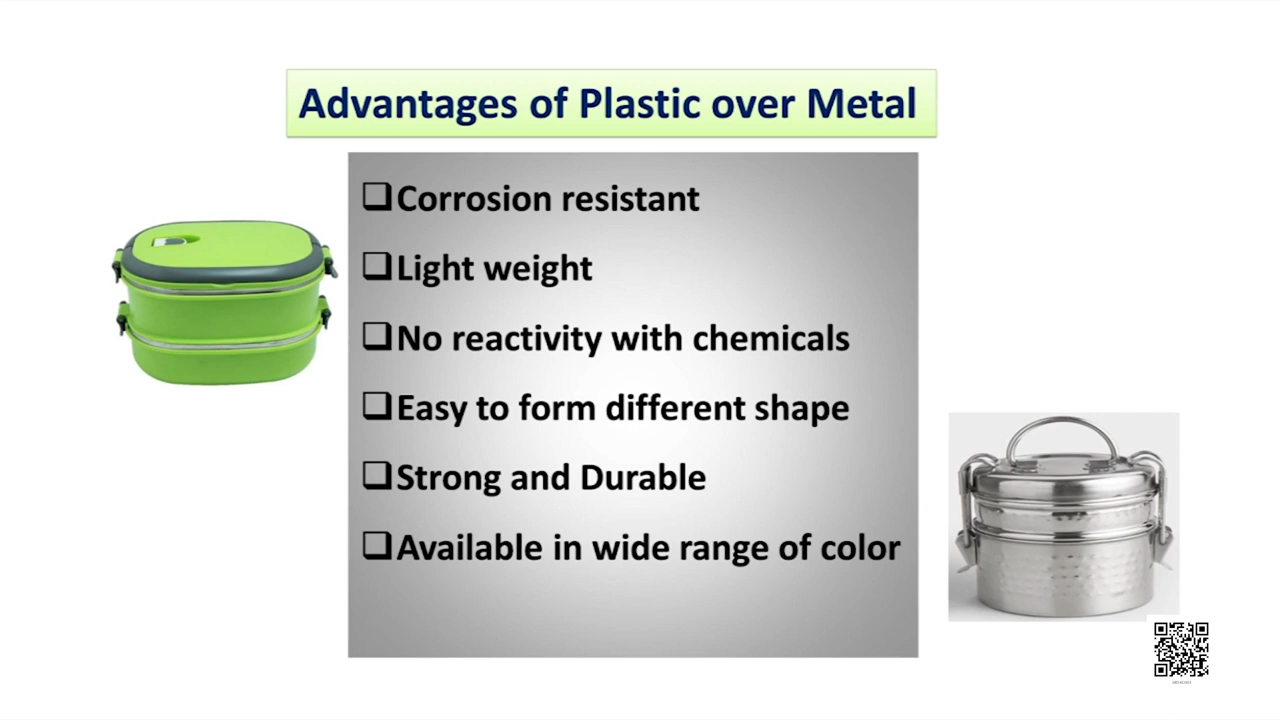 Advantages of Plastic over Metal
❑Corrosion resistant
❑Light weight
❑No reactivity with chemicals
❑Easy to form different shape
❑Strong and Durable
❑Available in wide range of color